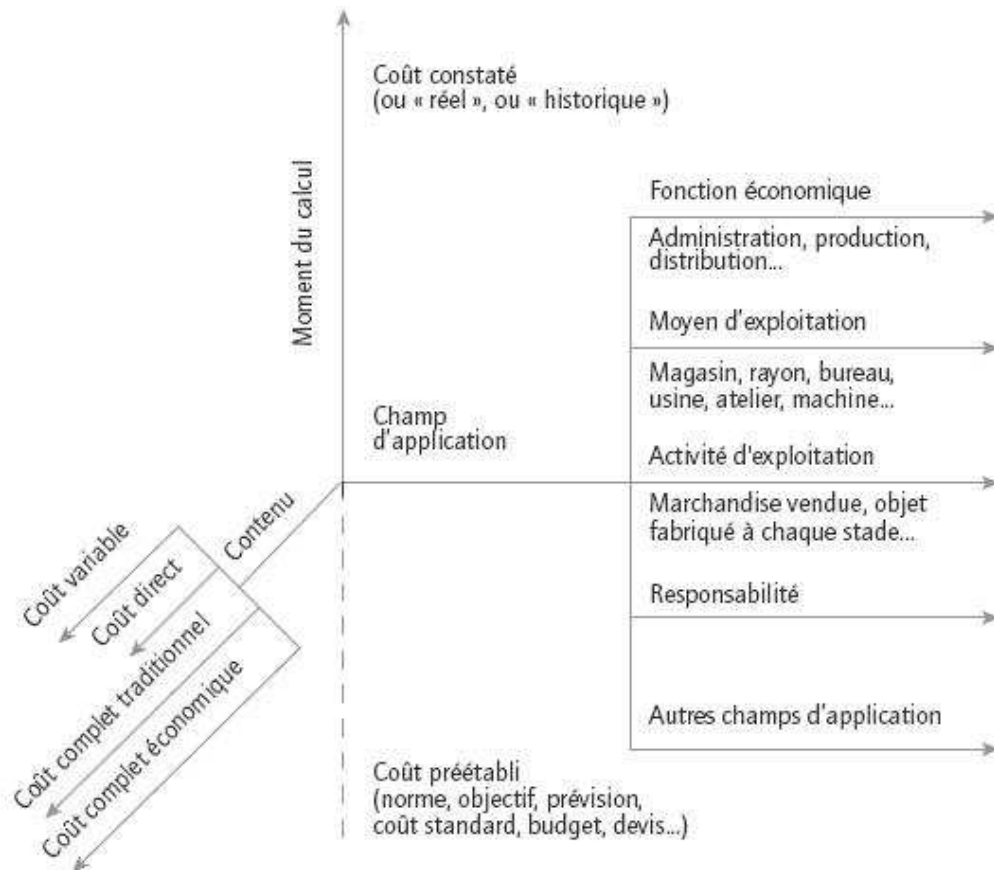 Coût constaté
(ou « réel », ou « historique »)
Moment du calcul
Fonction économique
Administration, production,
distribution...
Moyen d'exploitation
Magasin, rayon, bureau,
usine, atelier, machine...
Champ
d'application
Activité d'exploitation
Marchandise vendue, objet
fabriqué à chaque stade...
Contenu
Coût variable
Coût direct
Coût complet traditionnel
Coût complet économique
Responsabilité
Autres champs d'application
Coût préétabli
(norme, objectif, prévision,
coût standard, budget, devis...)